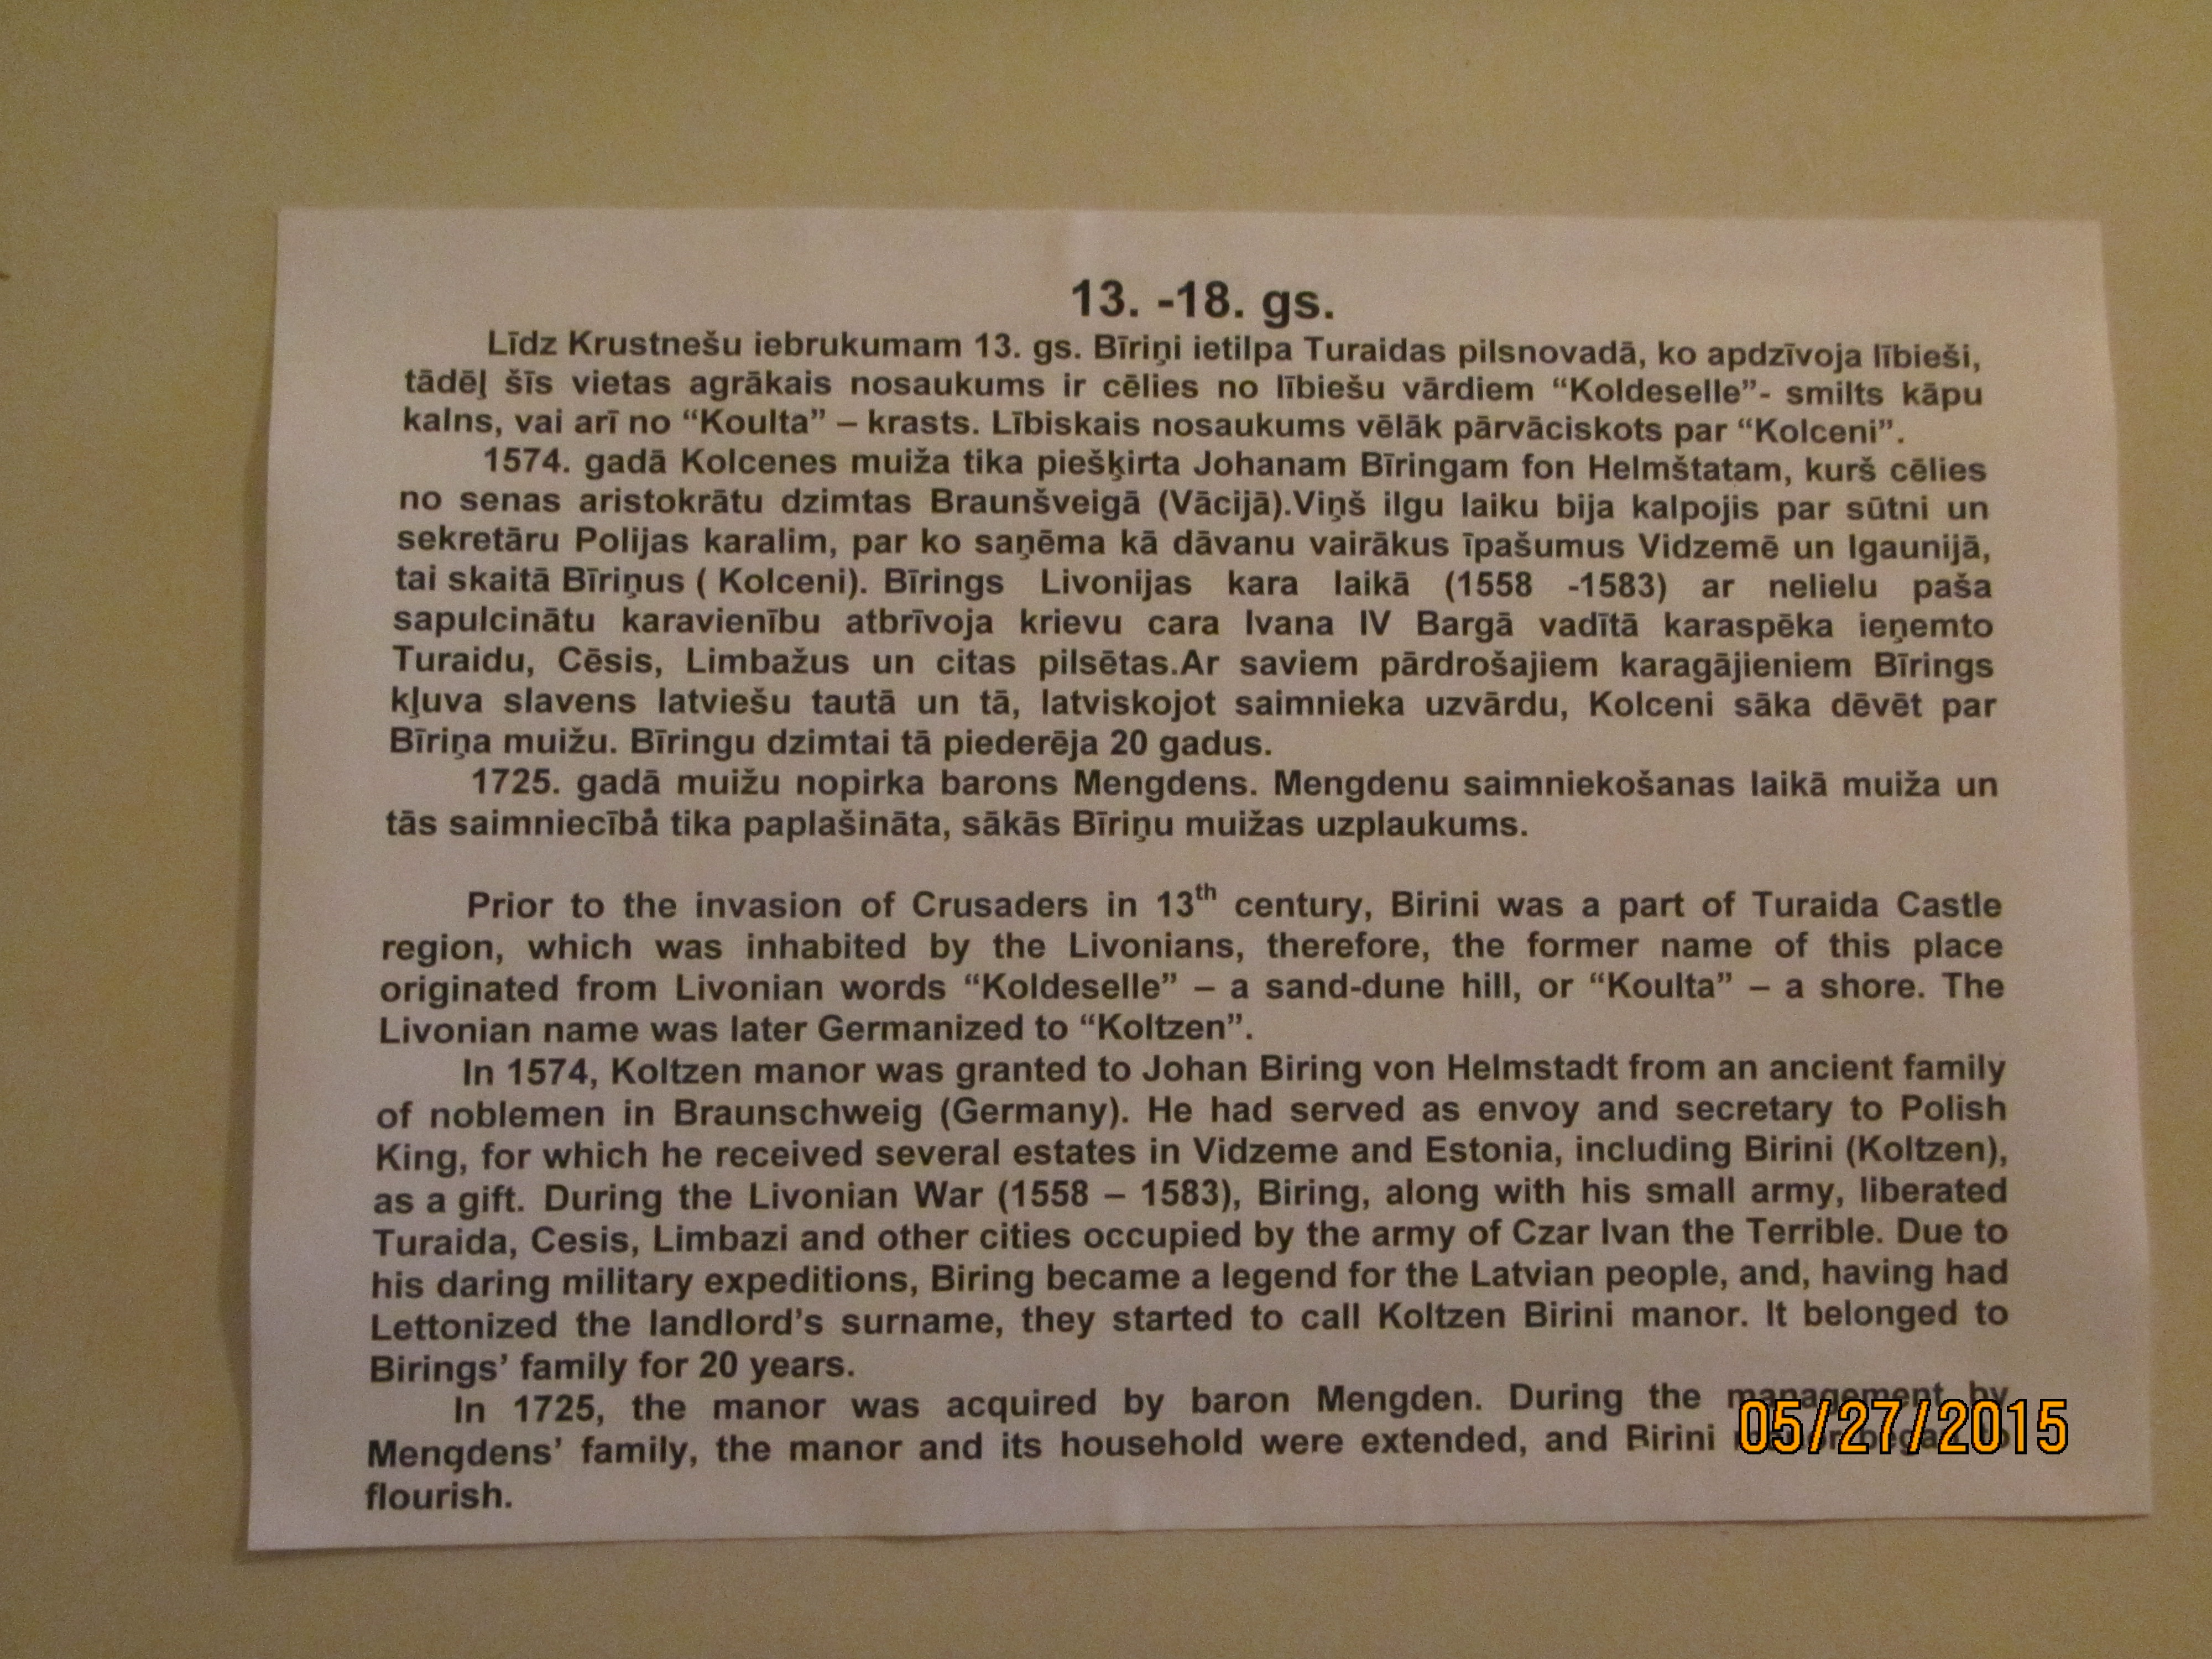 13. -18. gs.
Līdz Krustnešu iebrukumam 13. gs. Bīriņi ietilpa Turaidas pilsnovadā, ko apdzīvoja lībieši,
tādēļ šīs vietas agrākais nosaukums ir cēlies no lībiešu vārdiem “Koldeselle”- smilts kāpu
kalns, vai arī no “Koulta” – krasts. Lībiskais nosaukums vēlāk pārvāciskots par “Kolceni”.
1574. gadā Kolcenes muiža tika piešķirta Johanam Bīringam fon Helmštatam, kurš cēlies
no senas aristokrātu dzimtas Braunšveigā (Vācijā).Viņš ilgu laiku bija kalpojis par sūtni un
sekretāru Polijas karalim, par ko saņēma kā dāvanu vairākus īpašumus Vidzemē un Igaunijā,
tai skaitā Bīriņus ( Kolceni). Bīrings Livonijas kara laikā (1558 -1583) ar nelielu paša
sapulcinātu karavienību atbrīvoja krievu cara Ivana IV Bargā vadītā karaspēka ieņemto
Turaidu, Cēsis, Limbažus un citas pilsētas.Ar saviem pārdrošajiem karagājieniem Bīrings
kļuva slavens latviešu tautā un tā, latviskojot saimnieka uzvārdu, Kolceni sāka dēvēt par
Bīriņa muižu. Bīringu dzimtai tā piederēja 20 gadus.
1725. gadā muižu nopirka barons Mengdens. Mengdenu saimniekošanas laikā muiža un
tās saimniecība tika paplašināta, sākās Bīriņu muižas uzplaukums.
Prior to the invasion of Crusaders in 13th century, Birini was a part of Turaida Castle
region, which was inhabited by the Livonians, therefore, the former name of this place
originated from Livonian words “Koldeselle” – a sand-dune hill, or “Koulta” – a shore. The
Livonian name was later Germanized to “Koltzen”.
In 1574, Koltzen manor was granted to Johan Biring von Helmstadt from an ancient family
of noblemen in Braunschweig (Germany). He had served as envoy and secretary to Polish
King, for which he received several estates in Vidzeme and Estonia, including Birini (Koltzen),
as a gift. During the Livonian War (1558 – 1583), Biring, along with his small army, liberated
Turaida, Cesis, Limbazi and other cities occupied by the army of Czar Ivan the Terrible. Due to
his daring military expeditions, Biring became a legend for the Latvian people, and, having had
Lettonized the landlord’s surname, they started to call Koltzen Birini manor. It belonged to
Birings’ family for 20 years.
In 1725, the manor was acquired by baron Mengden. During the management by
Mengdens’ family, the manor and its household were extended, and Birini manor began to
flourish.
05/27/2015